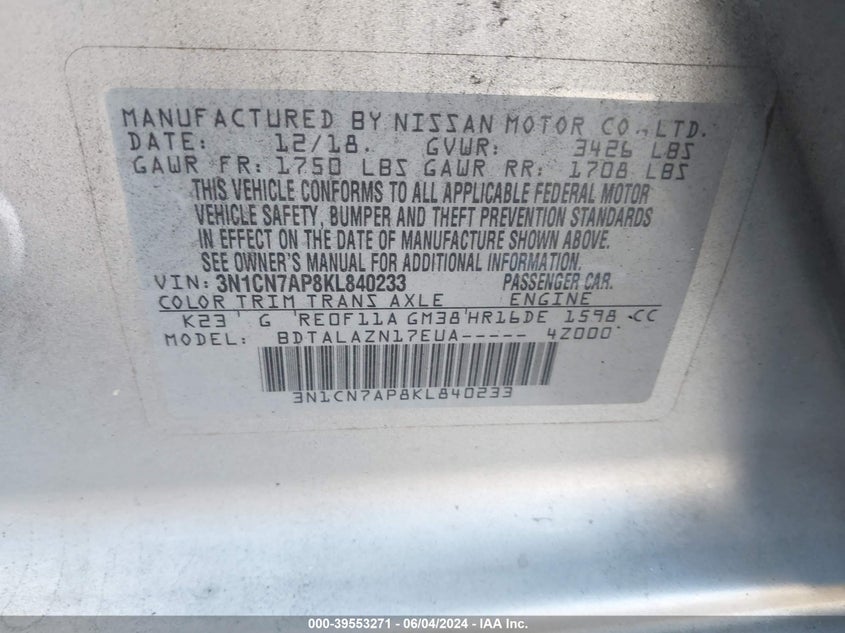 MANUFACTURED BY NISSAN MOTOR CO., LTD.
DATE: 12/18. GVWR: 3426 LBS
GAWR FR: 1750 LBS GAWR RR: 1708 LBS
THIS VEHICLE CONFORMS TO ALL APPLICABLE FEDERAL MOTOR
VEHICLE SAFETY, BUMPER AND THEFT PREVENTION STANDARDS
IN EFFECT ON THE DATE OF MANUFACTURE SHOWN ABOVE.
SEE OWNER'S MANUAL FOR ADDITIONAL INFORMATION.
VIN: 3N1CN7AP8KL840233 PASSENGER CAR.
COLOR TRIM TRANS AXLE ENGINE
K23 G RE0F11A GM38 HR16DE 1598 CC
MODEL: BDTALAZN17EUA----- 4Z000
3N1CN7AP8KL840233
000-39553271 - 06/04/2024 - IAA Inc.